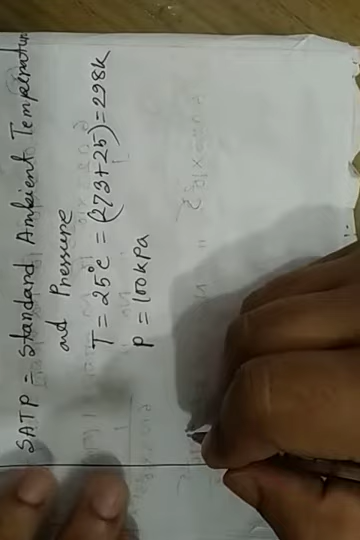 SATP = Standard Ambient Temperature
and Pressure
T = 25°C = (273+25) = 298K
P = 100kPa